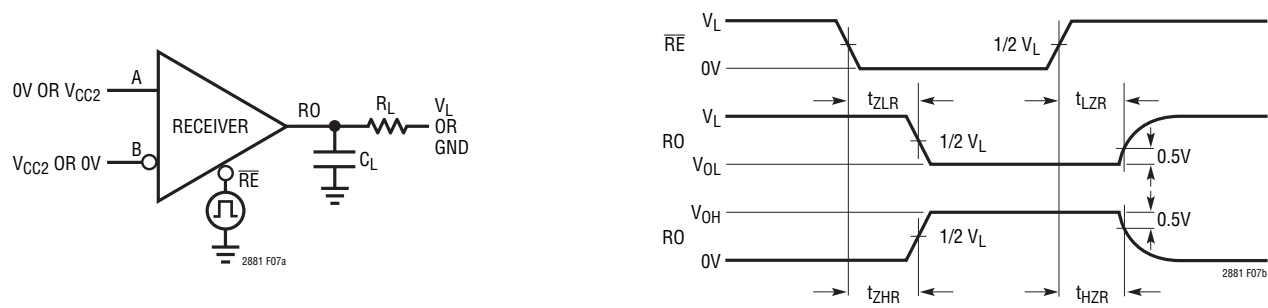 0V OR VCC2
A
RECEIVER
RO
RL
VL
OR
GND
VCC2 OR 0V
B
CL
RE
2881 F07a
VL
RE
1/2 VL
0V
tZLR
tLZR
VL
RO
1/2 VL
0.5V
VOL
VOH
0.5V
RO
1/2 VL
0V
2881 F07b
tZHR
tHZR